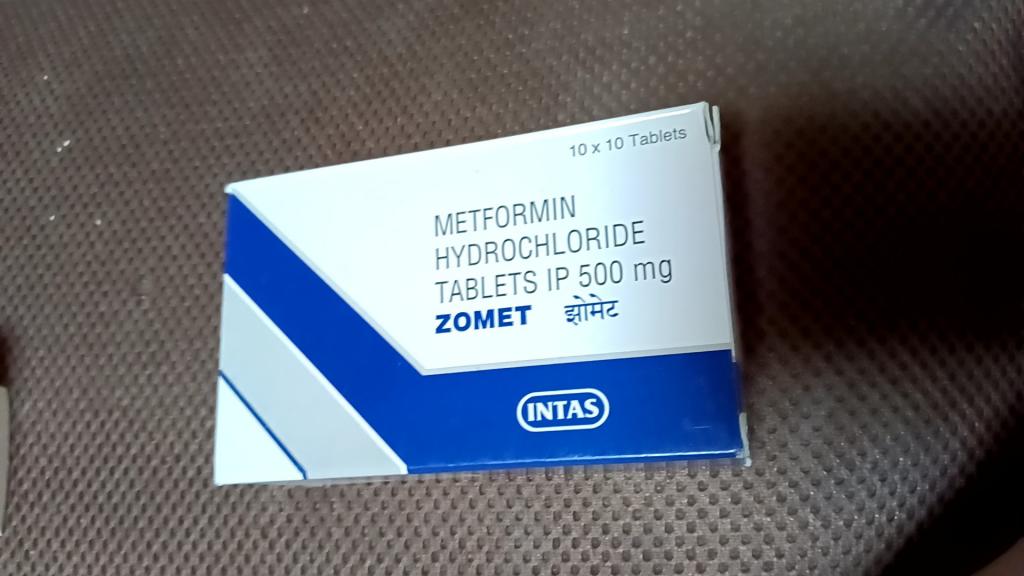 10 x 10 Tablets
METFORMIN
HYDROCHLORIDE
TABLETS IP 500 mg
ZOMET झोमेट
INTAS